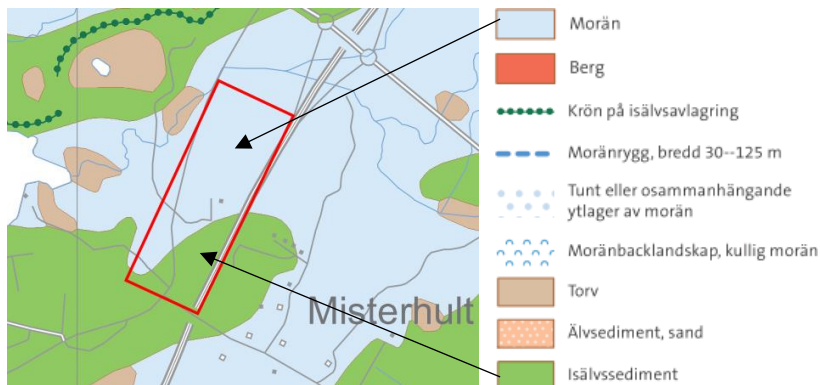 Misterhult
Morän
Berg
Krön på isälvsavlagring
Moränrygg, bredd 30--125 m
Tunt eller osammanhängande
ytlager av morän
Moränbacklandskap, kullig morän
Torv
Älvsediment, sand
Isälvssediment